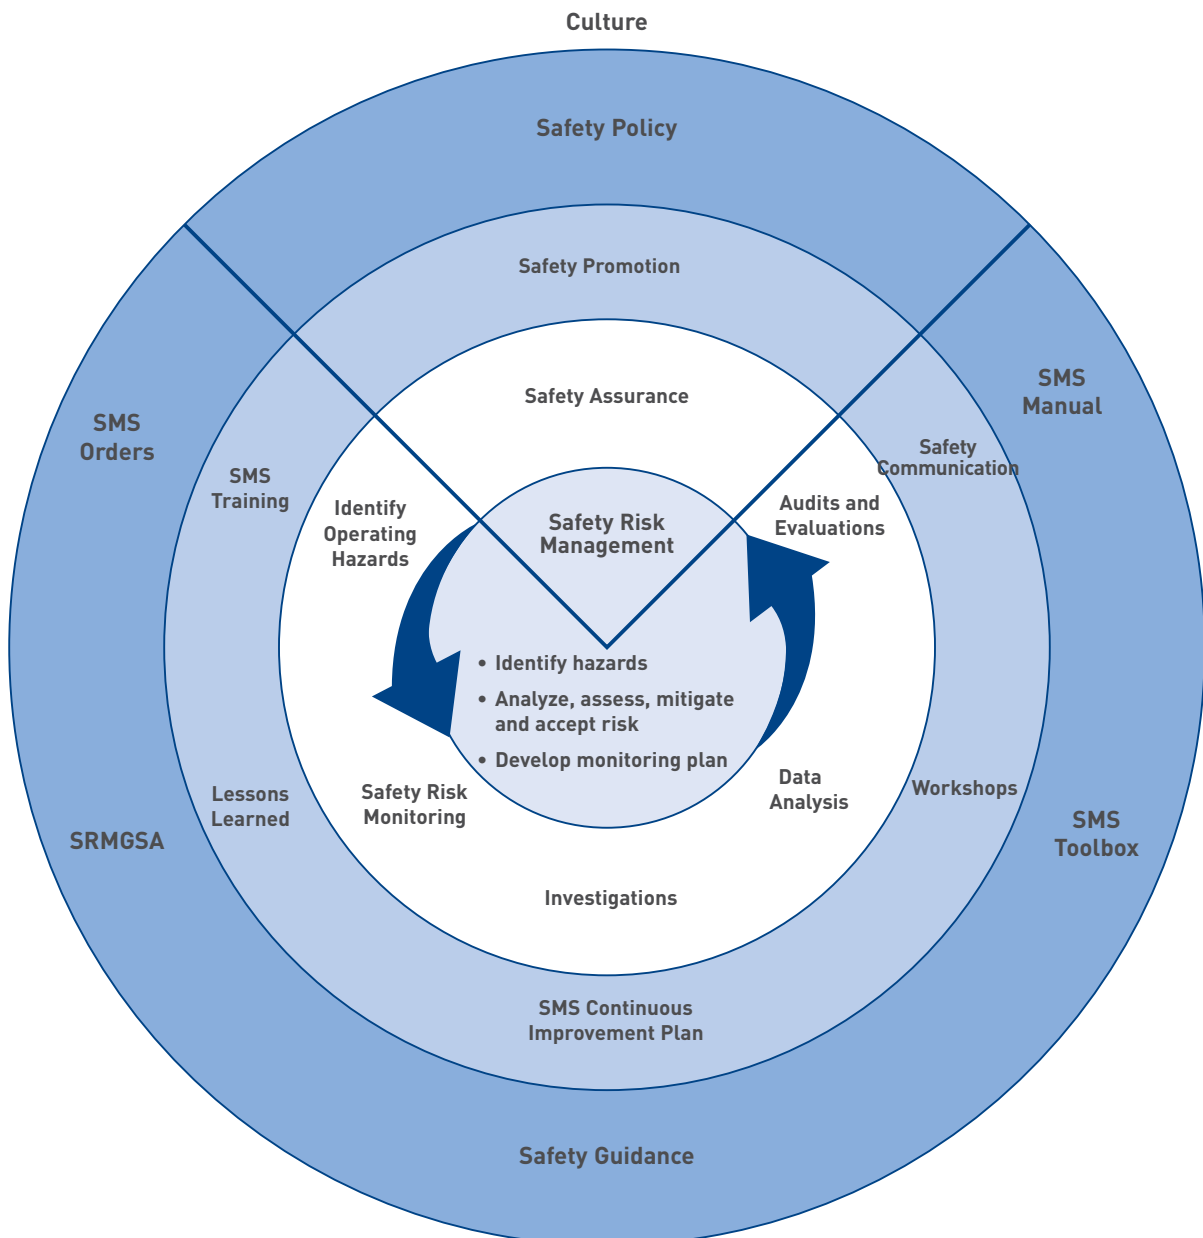 Culture
Safety Policy
Safety Promotion
Safety Assurance
Safety Risk
Management
SMS
Orders
SMS
Training
Identify
Operating
Hazards
Audits and
Evaluations
Safety
Communication
SMS
Manual
• Identify hazards
• Analyze, assess, mitigate
and accept risk
• Develop monitoring plan
SRMGSA
Lessons
Learned
Safety Risk
Monitoring
Data
Analysis
Workshops
SMS
Toolbox
Investigations
SMS Continuous
Improvement Plan
Safety Guidance